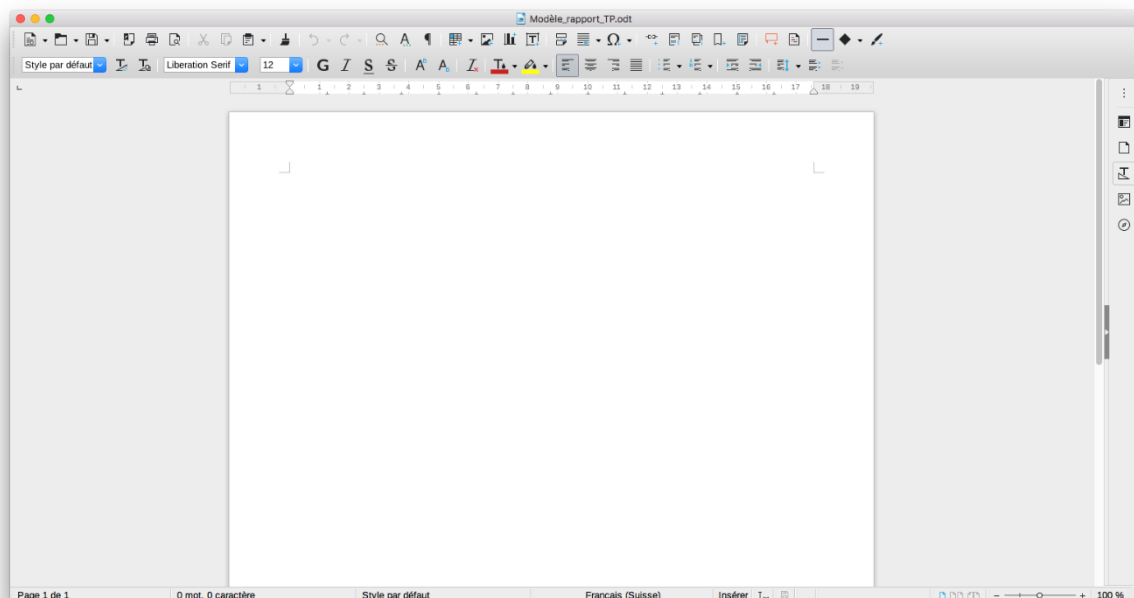 Modèle_rapport_TP.odt
Style par défaut Liberation Serif 12 G I S S A A
1 1 2 3 4 5 6 7 8 9 10 11 12 13 14 15 16 17 18 19
Page 1 de 1 0 mot, 0 caractère Style par défaut Français (Suisse) Insérer 100 %